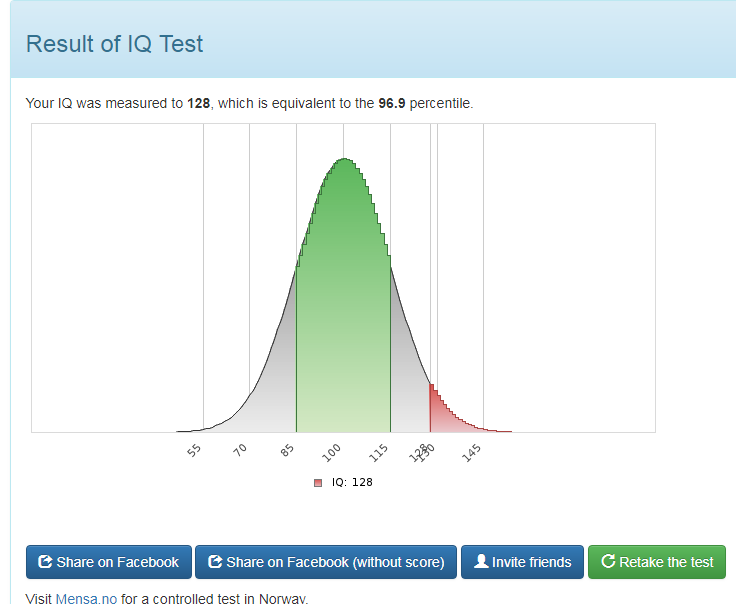 Result of IQ Test
Your IQ was measured to 128, which is equivalent to the 96.9 percentile.
55 70 85 100 115 128 130 145
IQ: 128
Share on Facebook Share on Facebook (without score) Invite friends Retake the test
Visit Mensa.no for a controlled test in Norway.